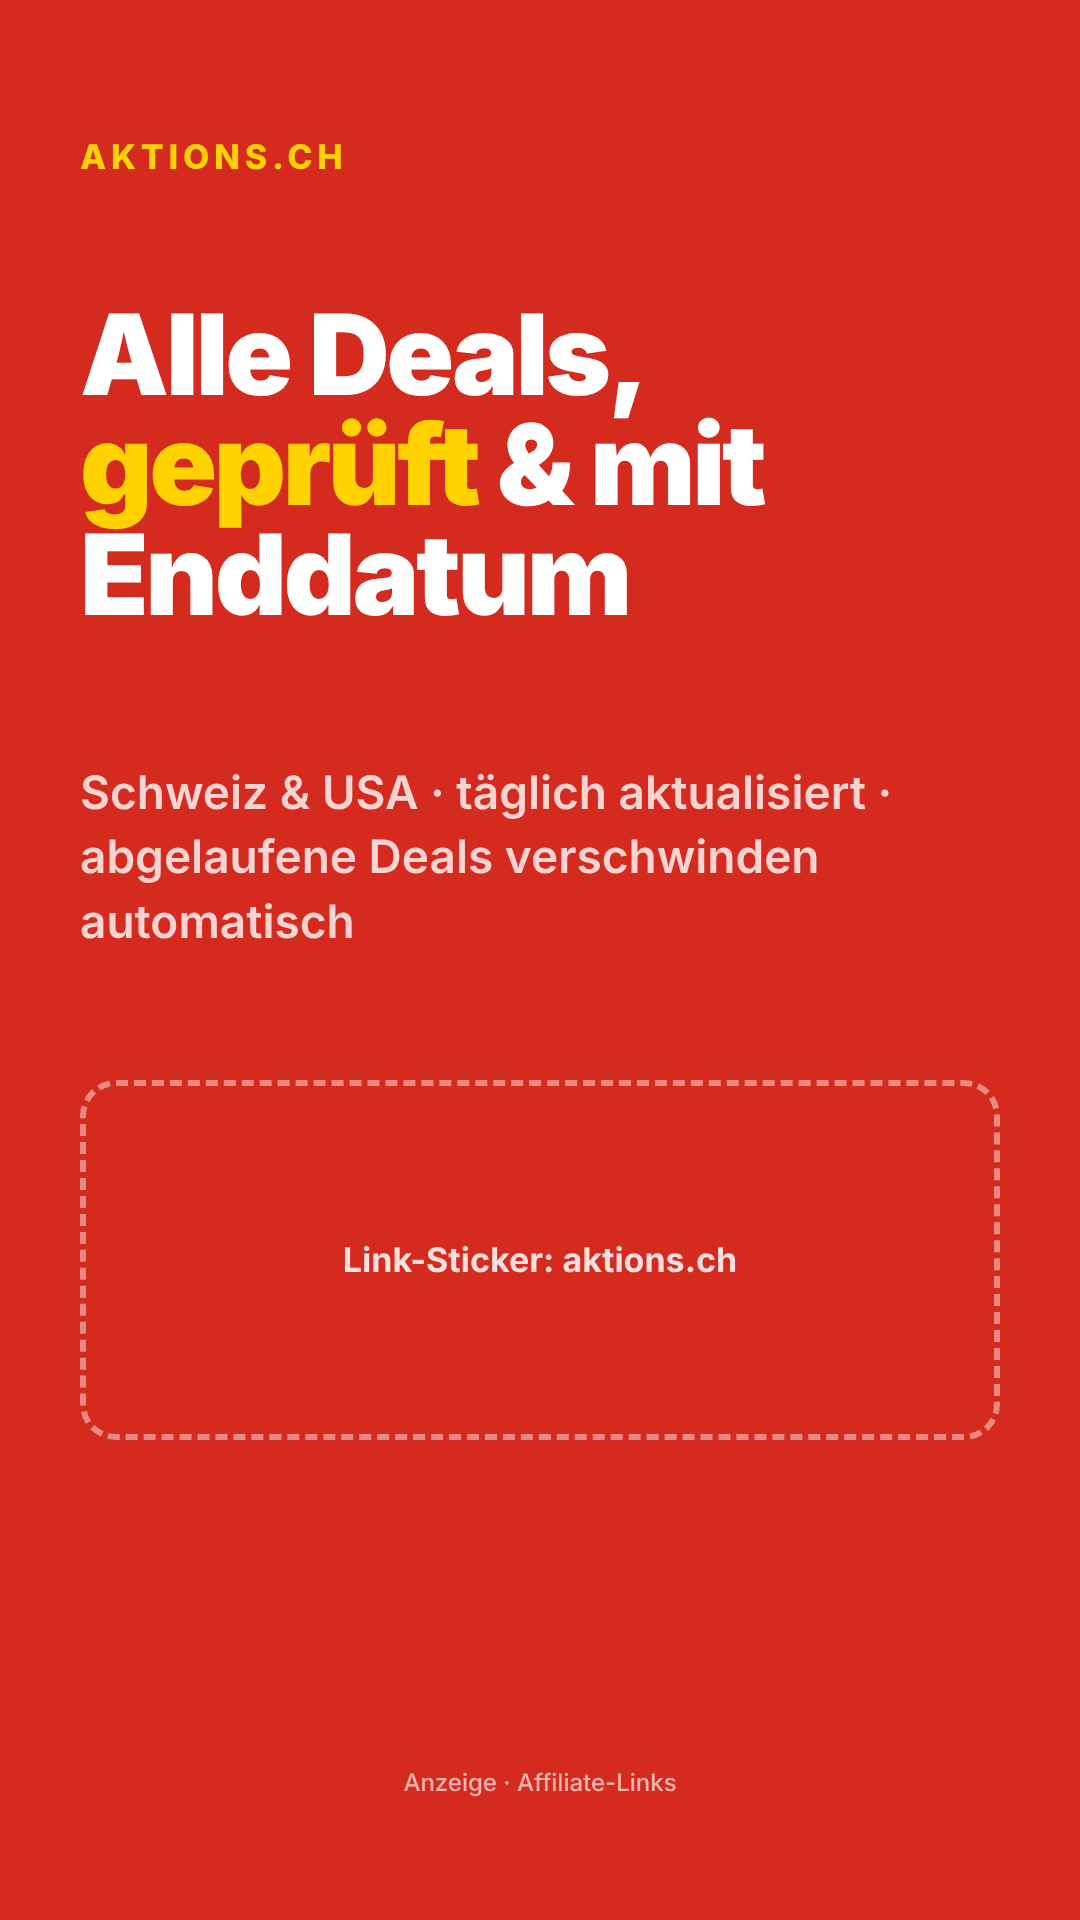 AKTIONS.CH
Alle Deals,
geprüft & mit
Enddatum
Schweiz & USA · täglich aktualisiert ·
abgelaufene Deals verschwinden
automatisch
Link-Sticker: aktions.ch
Anzeige · Affiliate-Links